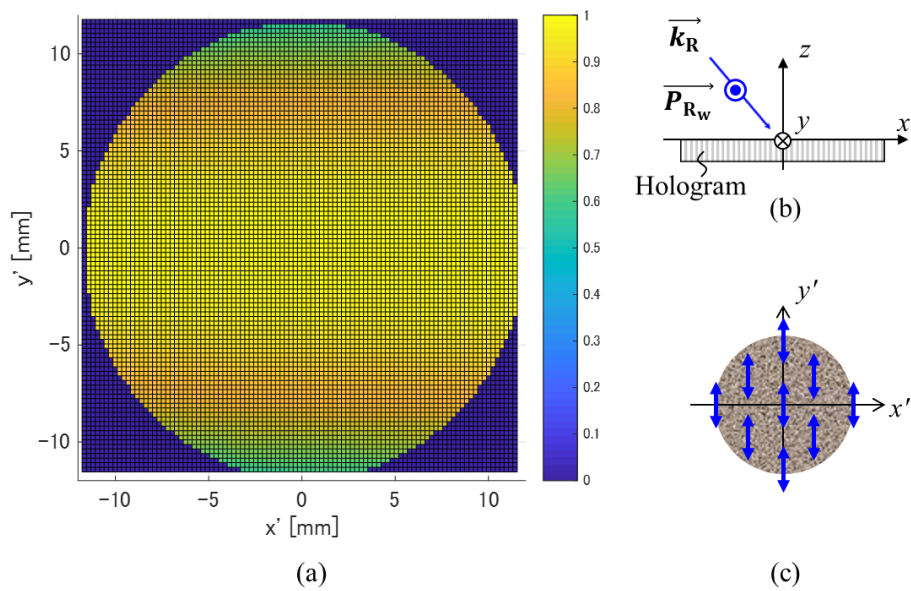 10
5
0
-5
-10
y' [mm]
-10
-5
0
5
10
x' [mm]
1
0.9
0.8
0.7
0.6
0.5
0.4
0.3
0.2
0.1
0
(a)
k_R
P_Rw
z
x
y
Hologram
(b)
y′
x′
(c)